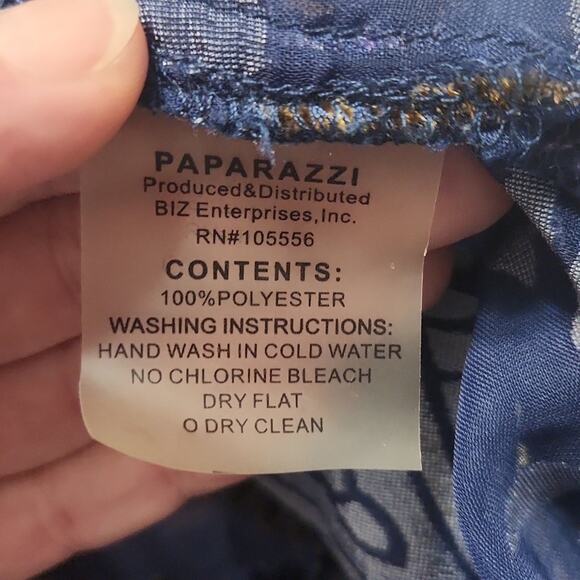 PAPARAZZI
Produced&Distributed
BIZ Enterprises,Inc.
RN#105556
CONTENTS:
100%POLYESTER
WASHING INSTRUCTIONS:
HAND WASH IN COLD WATER
NO CHLORINE BLEACH
DRY FLAT
O DRY CLEAN